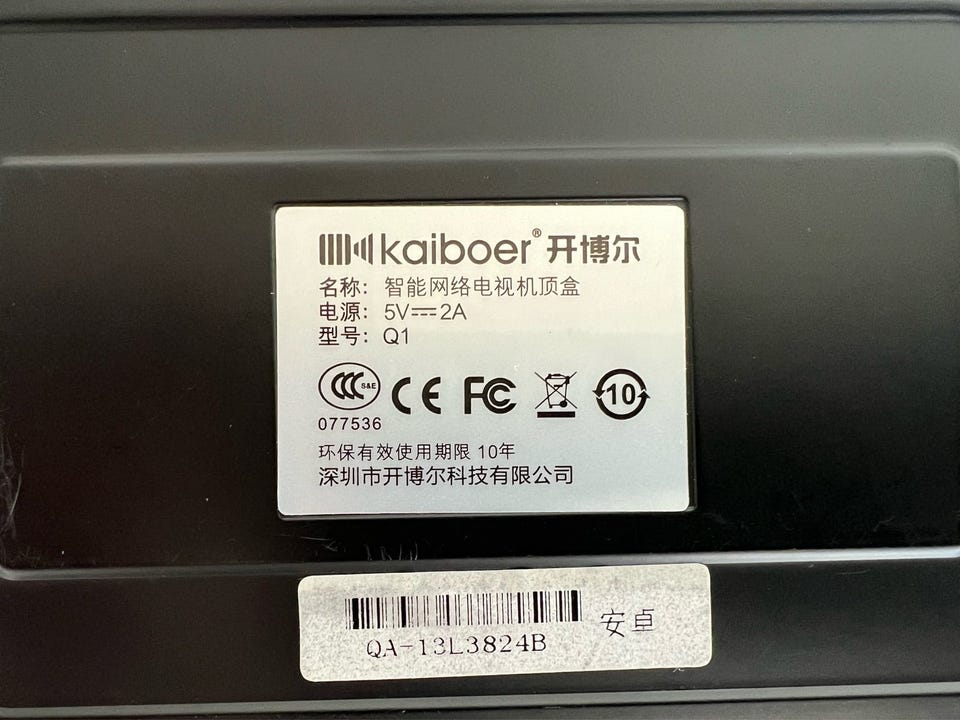 kaiboer® 开博尔
名称: 智能网络电视机顶盒
电源: 5V⎓2A
型号: Q1
CCC S&E CE FC 10
077536
环保有效使用期限 10年
深圳市开博尔科技有限公司
QA-13L3824B 安卓